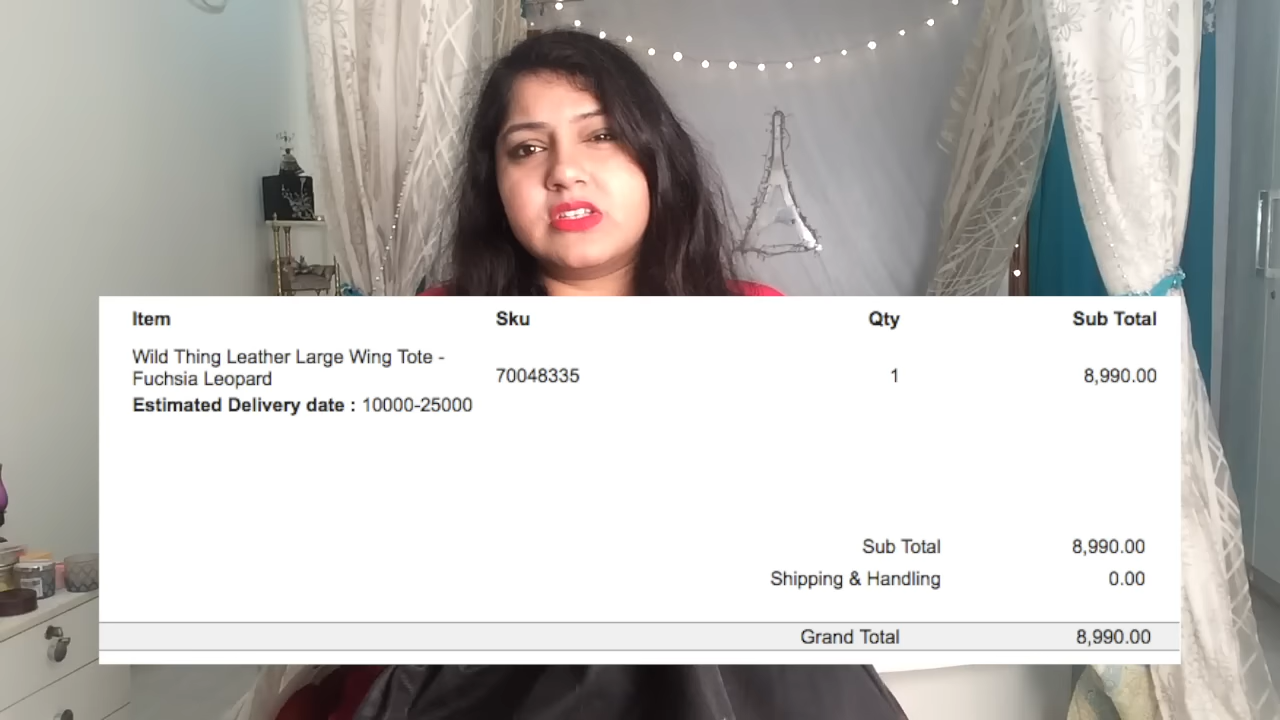 Item Sku Qty Sub Total
Wild Thing Leather Large Wing Tote -
Fuchsia Leopard 70048335 1 8,990.00
Estimated Delivery date : 10000-25000
Sub Total 8,990.00
Shipping & Handling 0.00
Grand Total 8,990.00